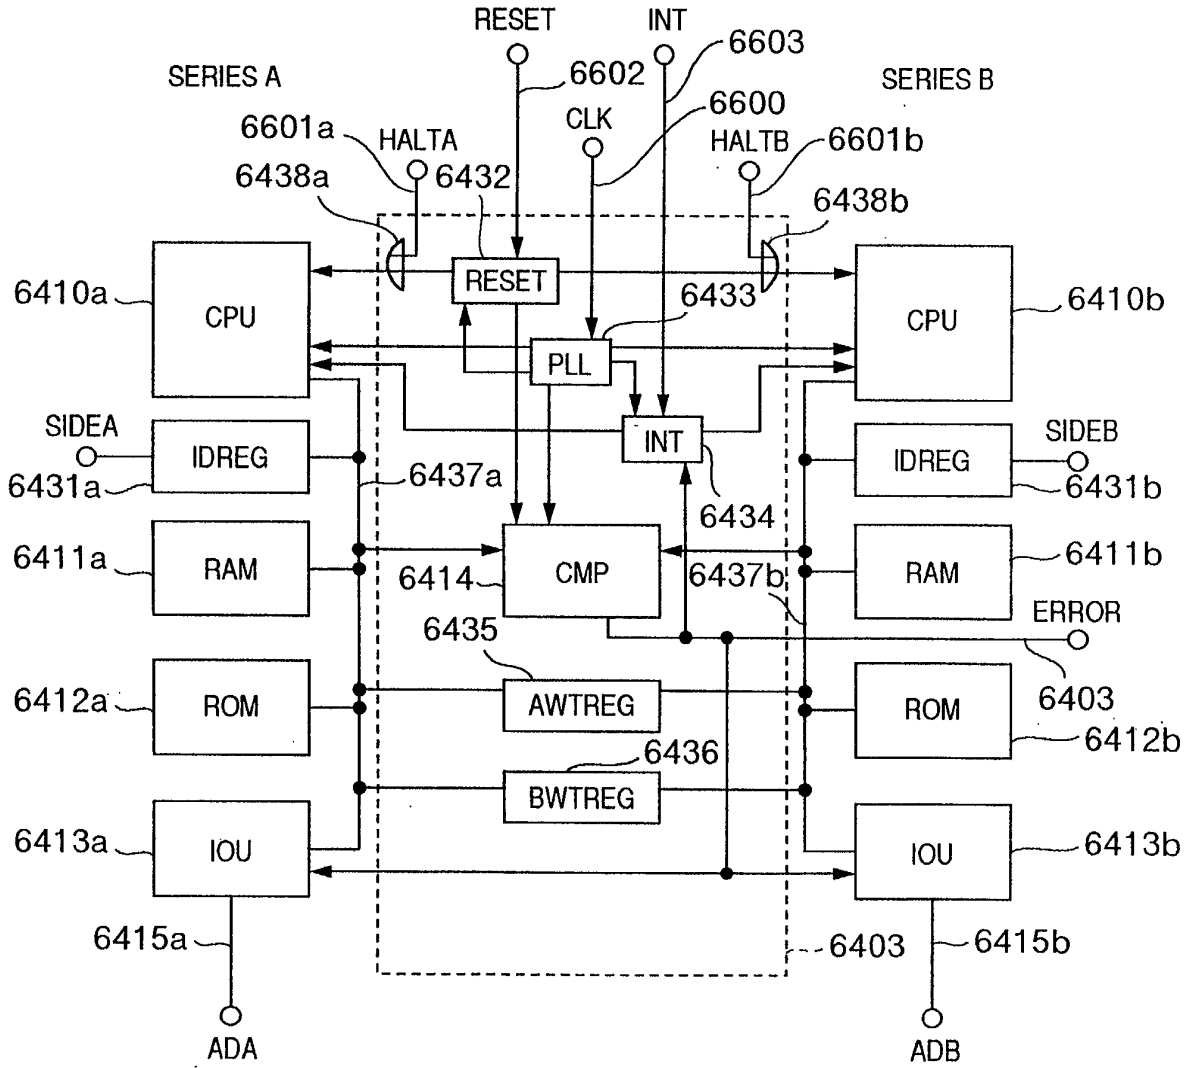 RESET
INT
6603
SERIES A
6602
SERIES B
6600
6601a
CLK
HALTA
HALTB
6601b
6438a
6432
6438b
RESET
6433
6410a
CPU
CPU
6410b
PLL
SIDEA
INT
SIDEB
IDREG
IDREG
6431a
6437a
6431b
6434
6411a
RAM
6414
CMP
6437b
RAM
6411b
6435
ERROR
6412a
ROM
AWTREG
ROM
6403
6412b
6436
BWTREG
6413a
IOU
IOU
6413b
6415a
6403
6415b
ADA
ADB